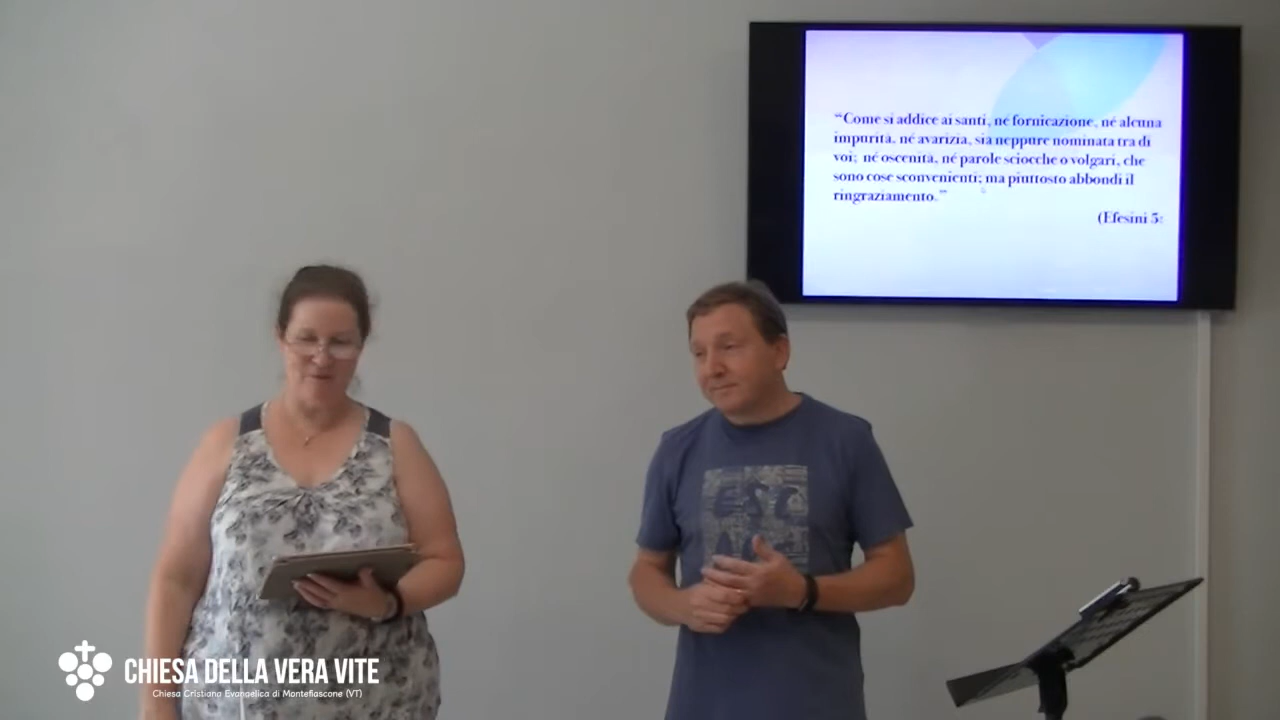 “Come si addice ai santi, né fornicazione, né alcuna
impurità, né avarizia, sia neppure nominata tra di
voi; né oscenità, né parole sciocche o volgari, che
sono cose sconvenienti; ma piuttosto abbondi il
ringraziamento.”
(Efesini 5:
CHIESA DELLA VERA VITE
Chiesa Cristiana Evangelica di Montefiascone (VT)